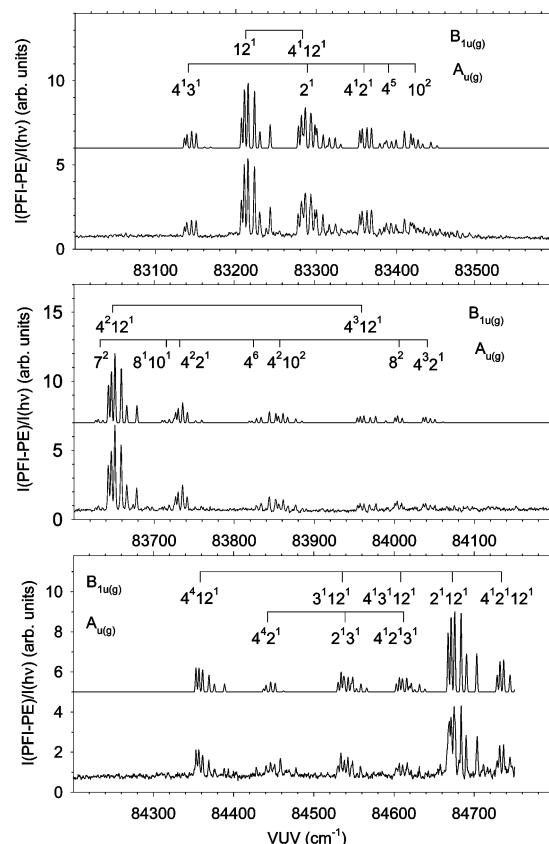 12¹ 4¹12¹ B1u(g)
4¹3¹ 2¹ 4¹2¹ 4⁵ 10² Au(g)
10
5
0
83100 83200 83300 83400 83500
I(PFI-PE)/I(hν) (arb. units)
4²12¹ 4³12¹ B1u(g)
7² 8¹10¹ 4²2¹ 4⁶ 4²10² 8² 4³2¹ Au(g)
15
10
5
0
83700 83800 83900 84000 84100
I(PFI-PE)/I(hν) (arb. units)
B1u(g) 4⁴12¹ 3¹12¹ 4¹3¹12¹ 2¹12¹ 4¹2¹12¹
Au(g) 4⁴2¹ 2¹3¹ 4¹2¹3¹
10
8
6
4
2
0
84300 84400 84500 84600 84700
I(PFI-PE)/I(hν) (arb. units)
VUV (cm⁻¹)